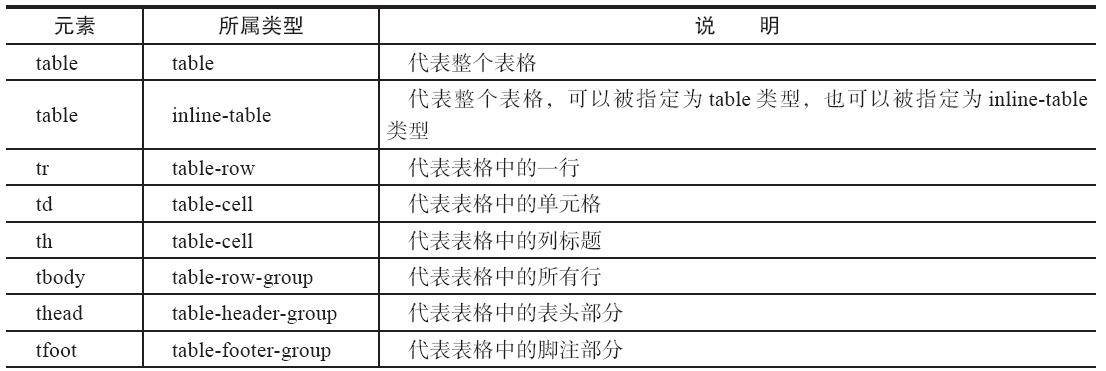 元素 所属类型 说 明
table table 代表整个表格
table inline-table 代表整个表格，可以被指定为 table 类型，也可以被指定为 inline-table
类型
tr table-row 代表表格中的一行
td table-cell 代表表格中的单元格
th table-cell 代表表格中的列标题
tbody table-row-group 代表表格中的所有行
thead table-header-group 代表表格中的表头部分
tfoot table-footer-group 代表表格中的脚注部分